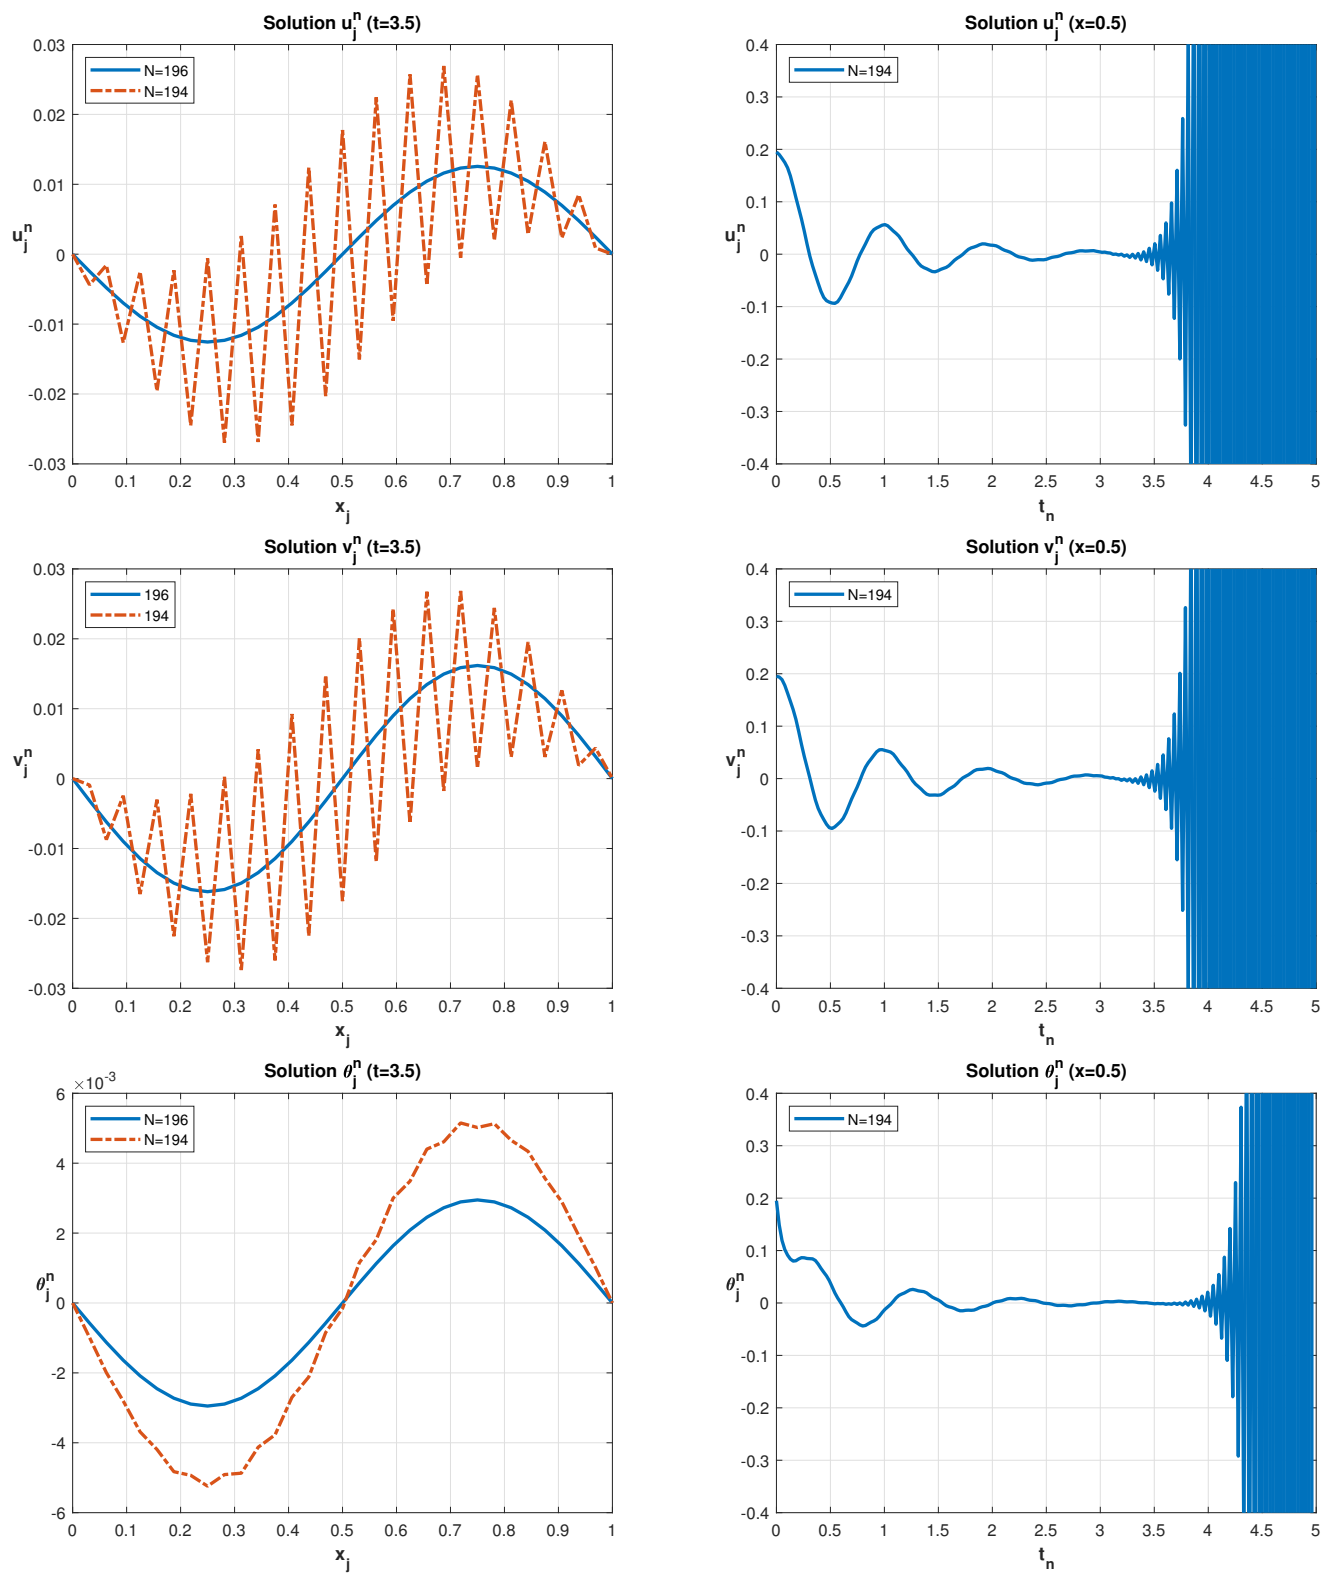 Solution u_j^n (t=3.5)
0.03
0.02
0.01
0
-0.01
-0.02
-0.03
u_j^n
N=196
N=194
0 0.1 0.2 0.3 0.4 0.5 0.6 0.7 0.8 0.9 1
x_j
Solution u_j^n (x=0.5)
0.4
0.3
0.2
0.1
0
-0.1
-0.2
-0.3
-0.4
u_j^n
N=194
0 0.5 1 1.5 2 2.5 3 3.5 4 4.5 5
t_n
Solution v_j^n (t=3.5)
0.03
0.02
0.01
0
-0.01
-0.02
-0.03
v_j^n
196
194
0 0.1 0.2 0.3 0.4 0.5 0.6 0.7 0.8 0.9 1
x_j
Solution v_j^n (x=0.5)
0.4
0.3
0.2
0.1
0
-0.1
-0.2
-0.3
-0.4
v_j^n
N=194
0 0.5 1 1.5 2 2.5 3 3.5 4 4.5 5
t_n
Solution θ_j^n (t=3.5)
×10^-3
6
4
2
0
-2
-4
-6
θ_j^n
N=196
N=194
0 0.1 0.2 0.3 0.4 0.5 0.6 0.7 0.8 0.9 1
x_j
Solution θ_j^n (x=0.5)
0.4
0.3
0.2
0.1
0
-0.1
-0.2
-0.3
-0.4
θ_j^n
N=194
0 0.5 1 1.5 2 2.5 3 3.5 4 4.5 5
t_n